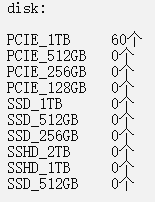 disk:
PCIE_1TB 60个
PCIE_512GB 0个
PCIE_256GB 0个
PCIE_128GB 0个
SSD_1TB 0个
SSD_512GB 0个
SSD_256GB 0个
SSHD_2TB 0个
SSHD_1TB 0个
SSD_512GB 0个